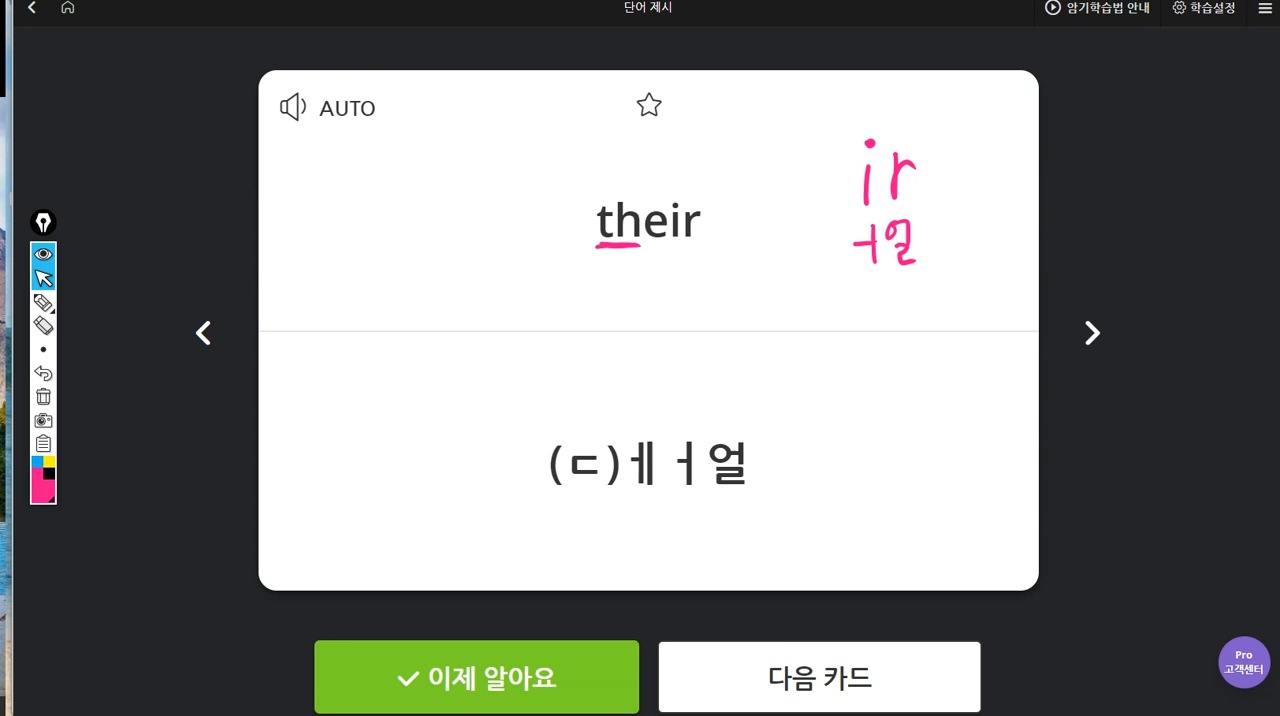 단어 제시
암기학습법 안내
학습설정
AUTO
their
ir
ㅓ얼
(ㄷ)ㅔㅓ얼
이제 알아요
다음 카드
Pro
고객센터